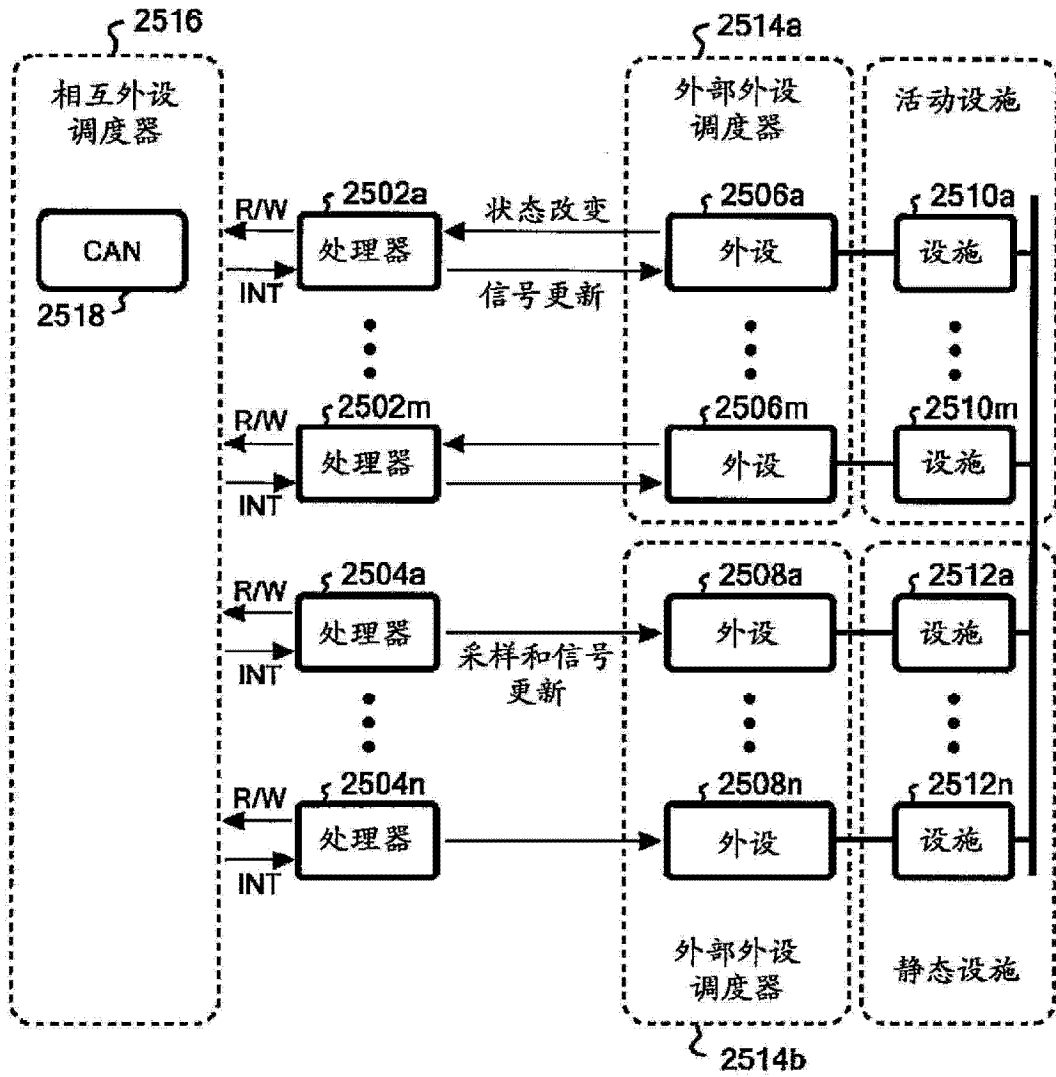 2516
2514a
相互外设
调度器
外部外设
调度器
活动设施
2502a
2506a
2510a
R/W
状态改变
CAN
处理器
外设
设施
INT
信号更新
2518
2502m
2506m
2510m
R/W
处理器
外设
设施
INT
2504a
2508a
2512a
R/W
处理器
外设
设施
INT
采样和信号
更新
2504n
2508n
2512n
R/W
处理器
外设
设施
INT
外部外设
调度器
静态设施
2514b